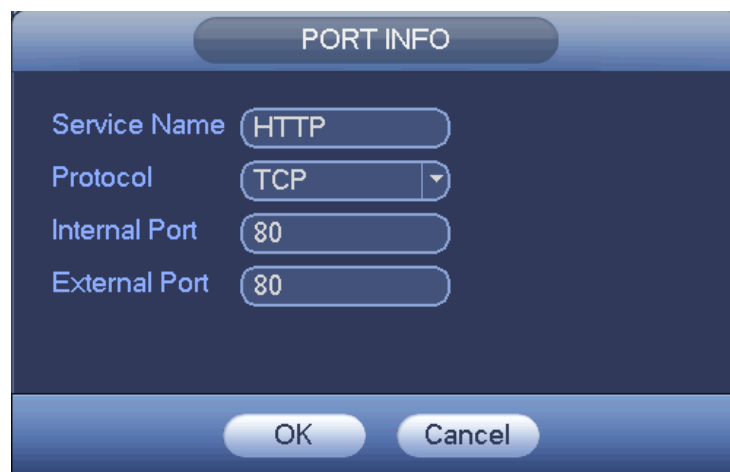 PORT INFO
Service Name HTTP
Protocol TCP
Internal Port 80
External Port 80
OK Cancel